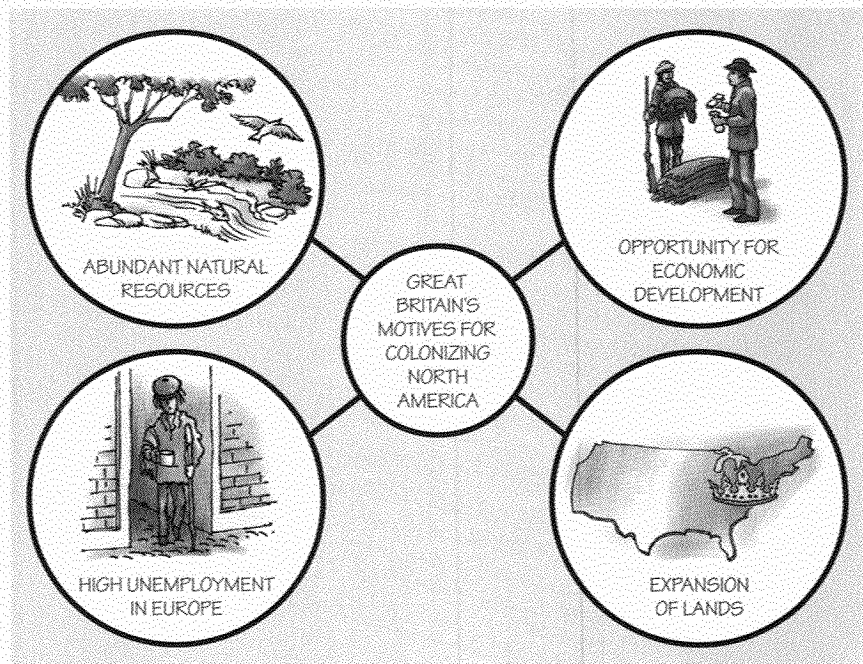 ABUNDANT NATURAL
RESOURCES
OPPORTUNITY FOR
ECONOMIC
DEVELOPMENT
GREAT
BRITAIN'S
MOTIVES FOR
COLONIZING
NORTH
AMERICA
HIGH UNEMPLOYMENT
IN EUROPE
EXPANSION
OF LANDS